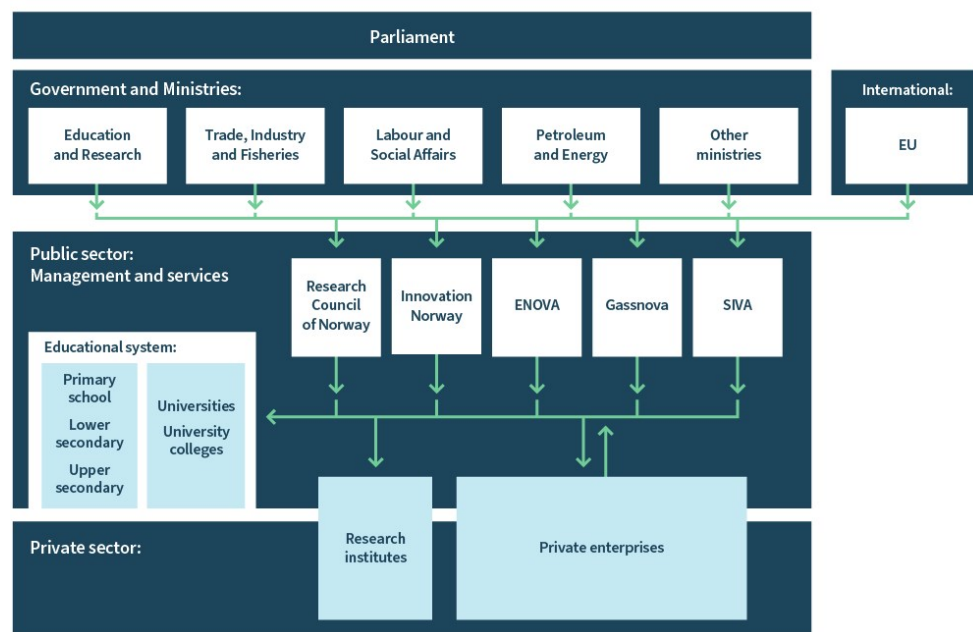 Parliament
Government and Ministries:
International:
Education
and Research
Trade, Industry
and Fisheries
Labour and
Social Affairs
Petroleum
and Energy
Other
ministries
EU
Public sector:
Management and services
Research
Council
of Norway
Innovation
Norway
ENOVA
Gassnova
SIVA
Educational system:
Primary
school
Lower
secondary
Upper
secondary
Universities
University
colleges
Private sector:
Research
institutes
Private enterprises